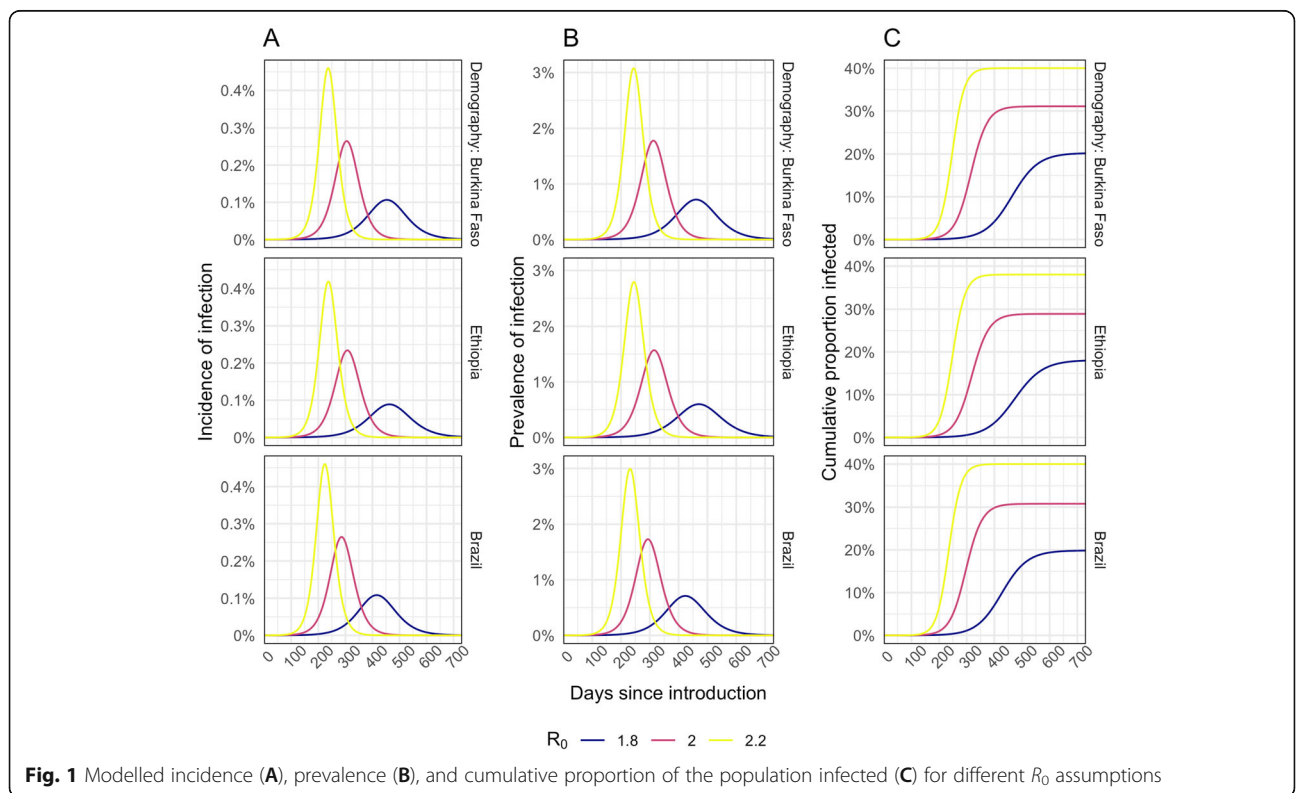 A
B
C
Incidence of infection
0.4%
0.3%
0.2%
0.1%
0%
Demography: Burkina Faso
0.4%
0.3%
0.2%
0.1%
0%
Ethiopia
0.4%
0.3%
0.2%
0.1%
0%
Brazil
0 100 200 300 400 500 600 700
Prevalence of infection
3%
2%
1%
0%
Demography: Burkina Faso
3%
2%
1%
0%
Ethiopia
3%
2%
1%
0%
Brazil
0 100 200 300 400 500 600 700
Cumulative proportion infected
40%
30%
20%
10%
0%
Demography: Burkina Faso
40%
30%
20%
10%
0%
Ethiopia
40%
30%
20%
10%
0%
Brazil
0 100 200 300 400 500 600 700
Days since introduction
R0 1.8 2 2.2
Fig. 1 Modelled incidence (A), prevalence (B), and cumulative proportion of the population infected (C) for different R0 assumptions